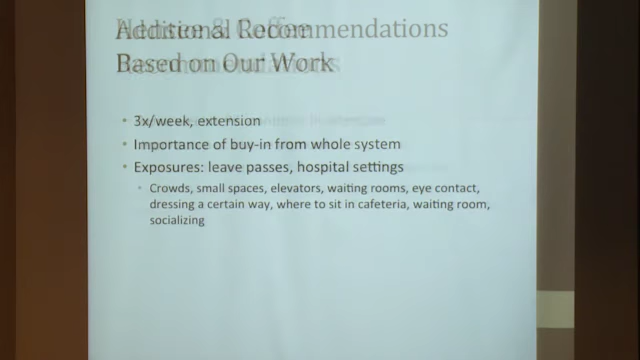 Additional Recommendations
Based on Our Work
• 3x/week, extension
• Importance of buy-in from whole system
• Exposures: leave passes, hospital settings
• Crowds, small spaces, elevators, waiting rooms, eye contact,
dressing a certain way, where to sit in cafeteria, waiting room,
socializing